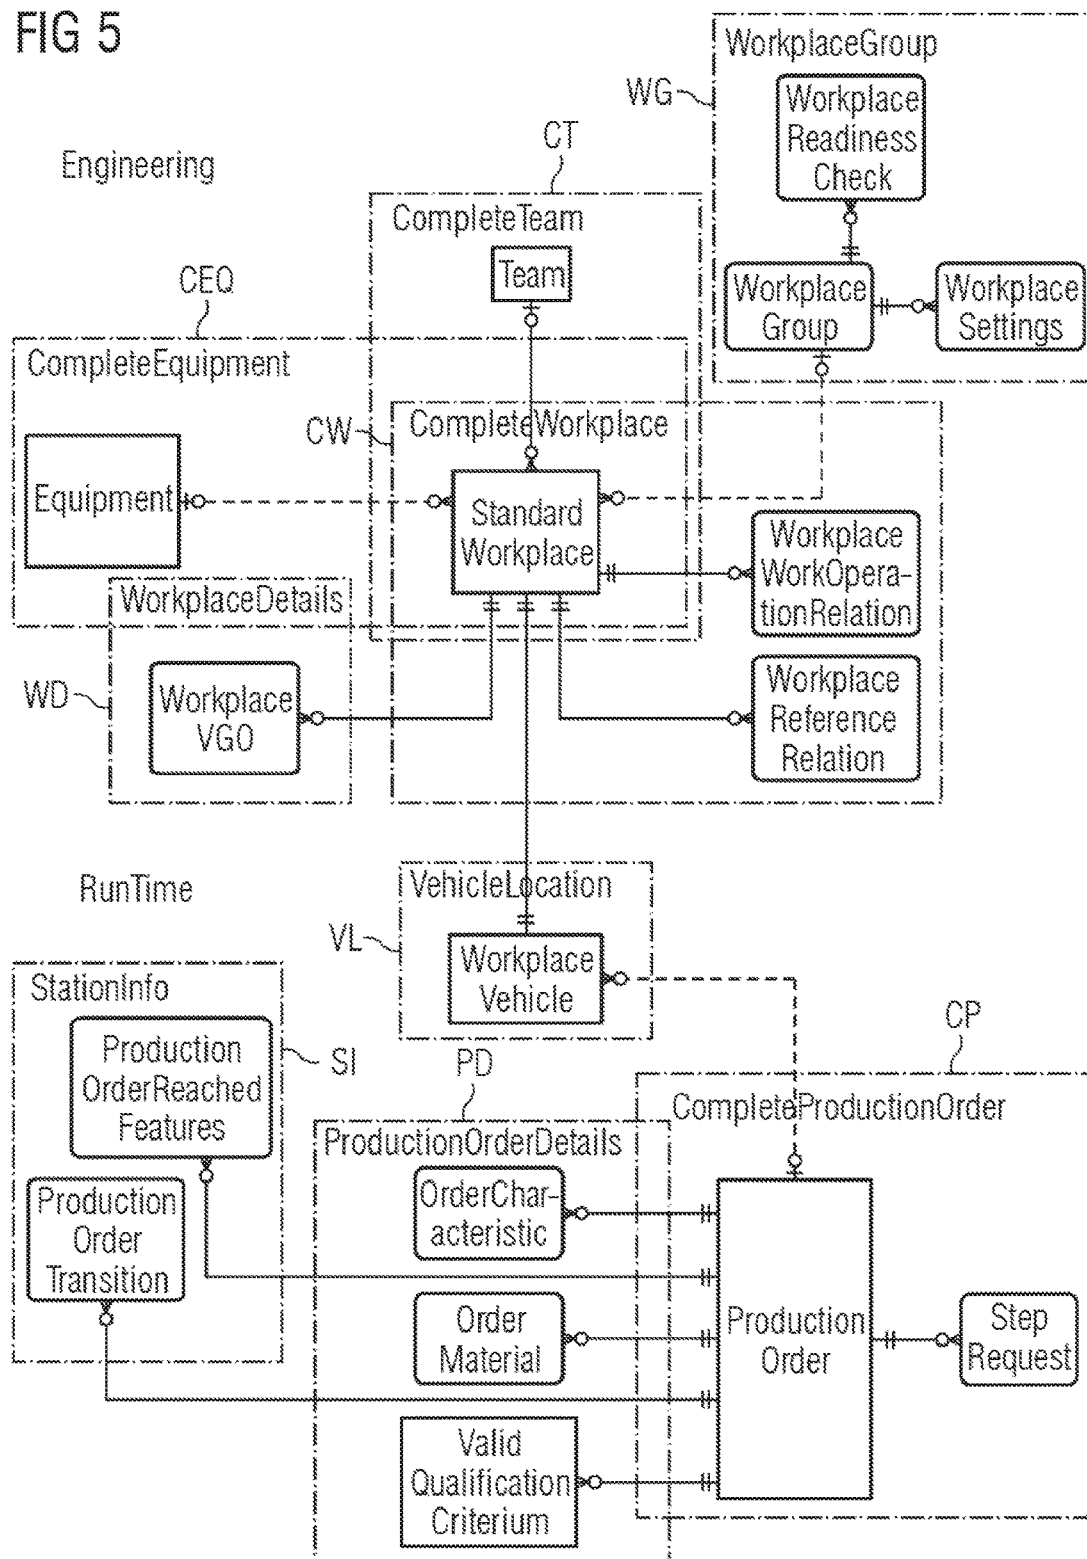 FIG 5
WorkplaceGroup
WG
Workplace
Readiness
Check
CT
Engineering
CompleteTeam
Team
CEQ
Workplace
Group
Workplace
Settings
CompleteEquipment
CW
CompleteWorkplace
Equipment
Standard
Workplace
Workplace
WorkOpera-
tionRelation
WorkplaceDetails
WD
Workplace
VGO
Workplace
Reference
Relation
RunTime
VehicleLocation
VL
Workplace
Vehicle
StationInfo
SI
Production
OrderReached
Features
PD
CP
CompleteProductionOrder
ProductionOrderDetails
OrderChar-
acteristic
Production
Order
Transition
Order
Material
Production
Order
Step
Request
Valid
Qualification
Criterium